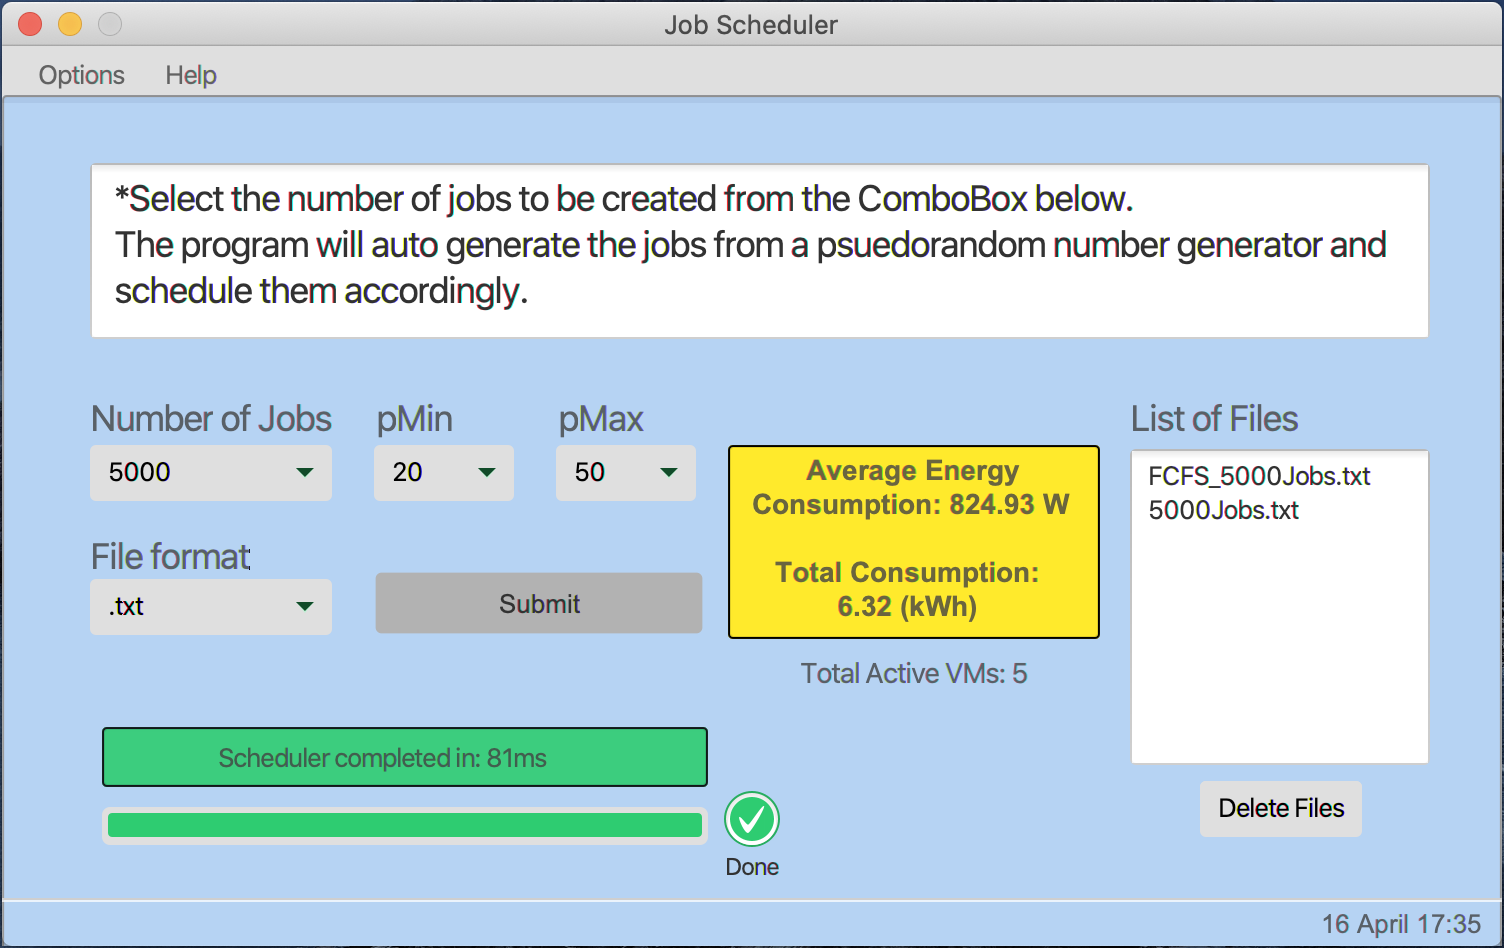 Job Scheduler
Options
Help
*Select the number of jobs to be created from the ComboBox below.
The program will auto generate the jobs from a psuedorandom number generator and
schedule them accordingly.
Number of Jobs
pMin
pMax
5000
20
50
File format
.txt
Submit
Average Energy
Consumption: 824.93 W
Total Consumption:
6.32 (kWh)
Total Active VMs: 5
List of Files
FCFS_5000Jobs.txt
5000Jobs.txt
Delete Files
Scheduler completed in: 81ms
Done
16 April 17:35